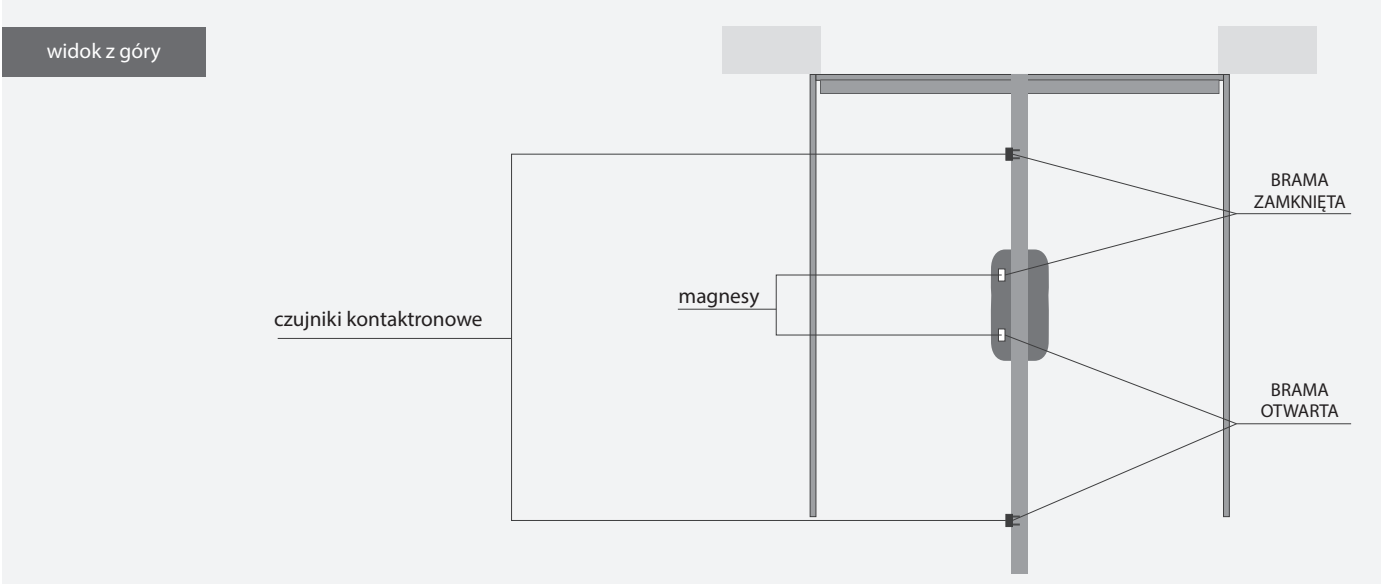 widok z góry
BRAMA
ZAMKNIĘTA
magnesy
czujniki kontaktronowe
BRAMA
OTWARTA